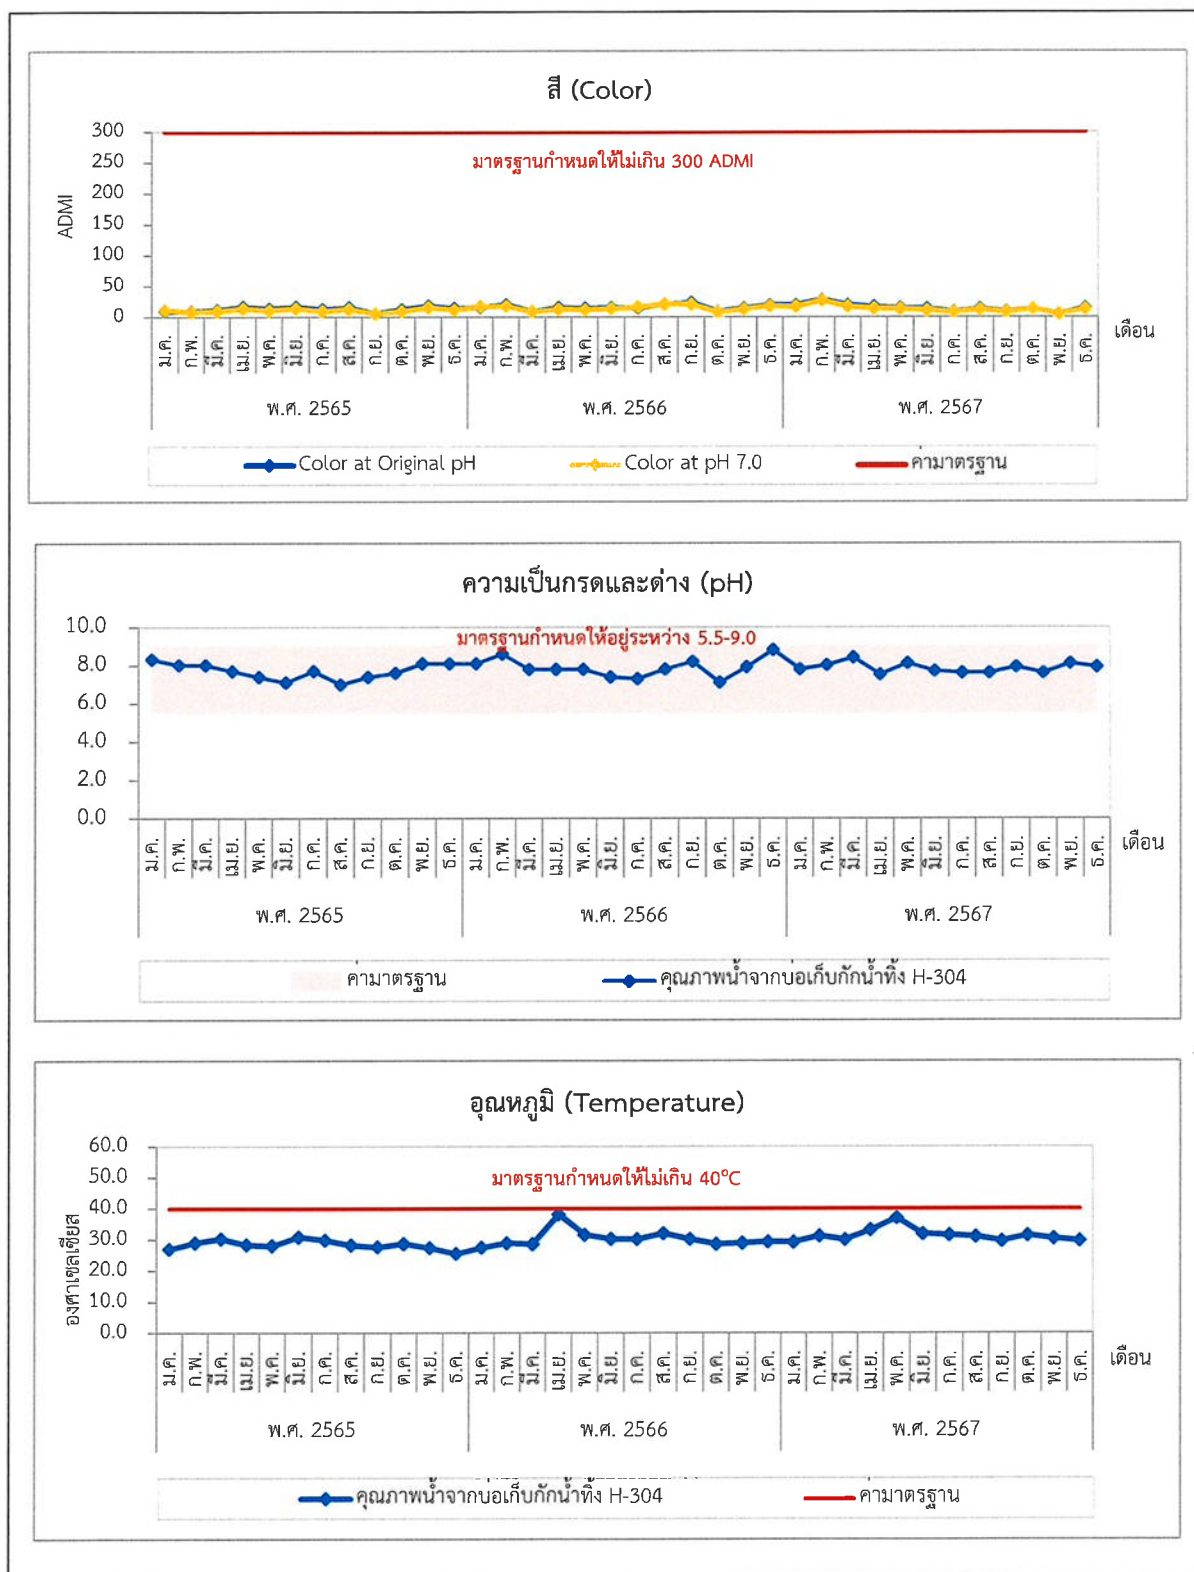 สี (Color)
300
250
200
150
100
50
0
ADMI
มาตรฐานกำหนดให้ไม่เกิน 300 ADMI
ม.ค. ก.พ. มี.ค. เม.ย. พ.ค. มิ.ย. ก.ค. ส.ค. ก.ย. ต.ค. พ.ย. ธ.ค. ม.ค. ก.พ. มี.ค. เม.ย. พ.ค. มิ.ย. ก.ค. ส.ค. ก.ย. ต.ค. พ.ย. ธ.ค. ม.ค. ก.พ. มี.ค. เม.ย. พ.ค. มิ.ย. ก.ค. ส.ค. ก.ย. ต.ค. พ.ย. ธ.ค.
เดือน
พ.ศ. 2565 พ.ศ. 2566 พ.ศ. 2567
Color at Original pH Color at pH 7.0 ค่ามาตรฐาน
ความเป็นกรดและด่าง (pH)
10.0
8.0
6.0
4.0
2.0
0.0
มาตรฐานกำหนดให้อยู่ระหว่าง 5.5-9.0
ม.ค. ก.พ. มี.ค. เม.ย. พ.ค. มิ.ย. ก.ค. ส.ค. ก.ย. ต.ค. พ.ย. ธ.ค. ม.ค. ก.พ. มี.ค. เม.ย. พ.ค. มิ.ย. ก.ค. ส.ค. ก.ย. ต.ค. พ.ย. ธ.ค. ม.ค. ก.พ. มี.ค. เม.ย. พ.ค. มิ.ย. ก.ค. ส.ค. ก.ย. ต.ค. พ.ย. ธ.ค.
เดือน
พ.ศ. 2565 พ.ศ. 2566 พ.ศ. 2567
ค่ามาตรฐาน คุณภาพน้ำจากบ่อเก็บกักน้ำทิ้ง H-304
อุณหภูมิ (Temperature)
60.0
50.0
40.0
30.0
20.0
10.0
0.0
องศาเซลเซียส
มาตรฐานกำหนดให้ไม่เกิน 40°C
ม.ค. ก.พ. มี.ค. เม.ย. พ.ค. มิ.ย. ก.ค. ส.ค. ก.ย. ต.ค. พ.ย. ธ.ค. ม.ค. ก.พ. มี.ค. เม.ย. พ.ค. มิ.ย. ก.ค. ส.ค. ก.ย. ต.ค. พ.ย. ธ.ค. ม.ค. ก.พ. มี.ค. เม.ย. พ.ค. มิ.ย. ก.ค. ส.ค. ก.ย. ต.ค. พ.ย. ธ.ค.
เดือน
พ.ศ. 2565 พ.ศ. 2566 พ.ศ. 2567
คุณภาพน้ำจากบ่อเก็บกักน้ำทิ้ง H-304 ค่ามาตรฐาน